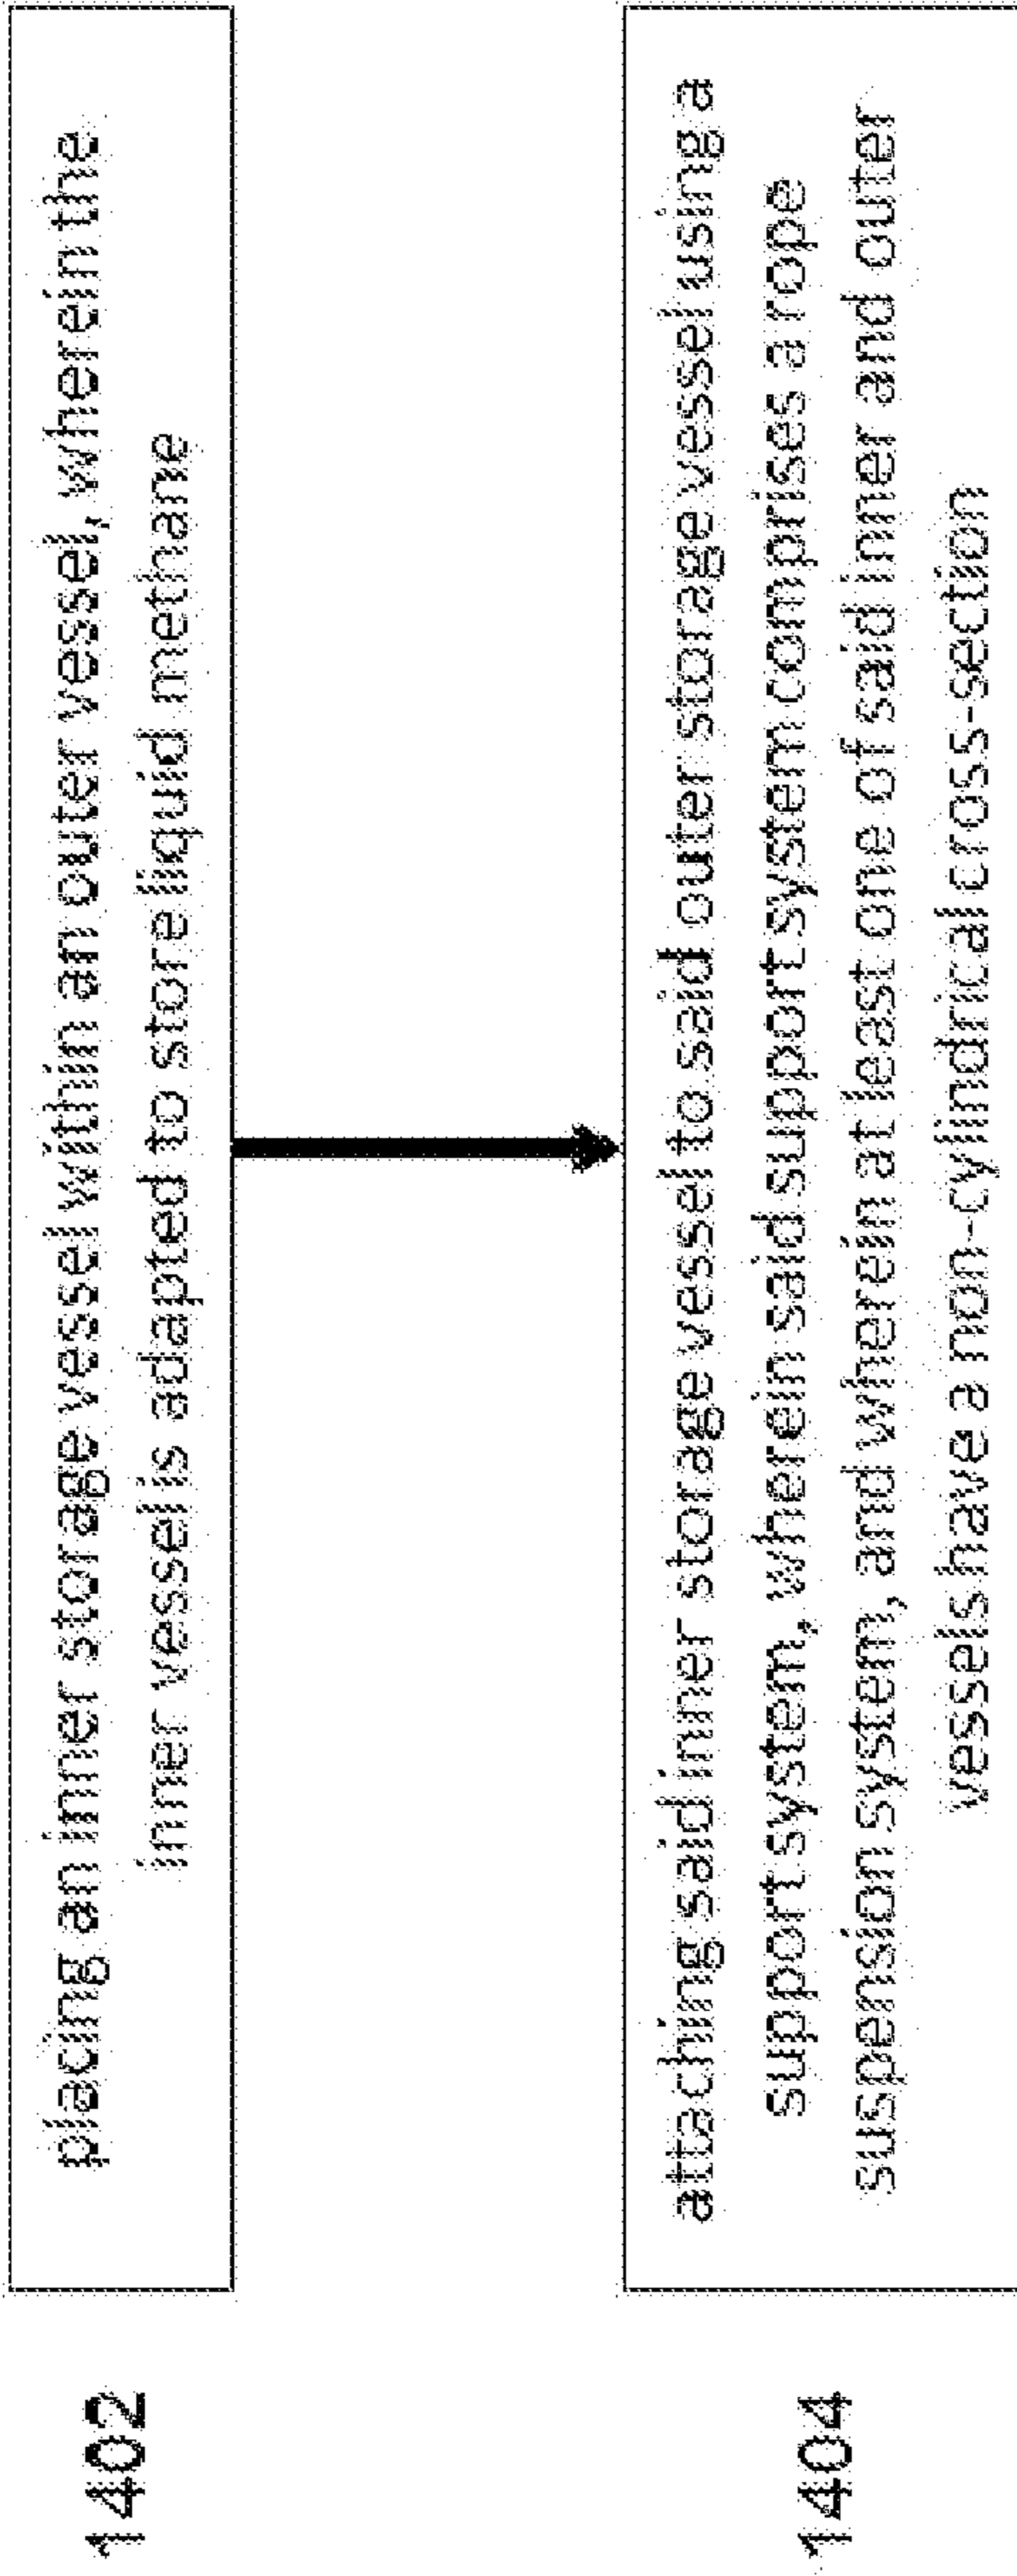 1402
placing an inner storage vessel within an outer vessel, wherein the
inner vessel is adapted to store liquid methane
1404
attaching said inner storage vessel to said outer storage vessel using a
support system, wherein said support system comprises a rope
suspension system, and wherein at least one of said inner and outer
vessels have a non-cylindrical cross-section